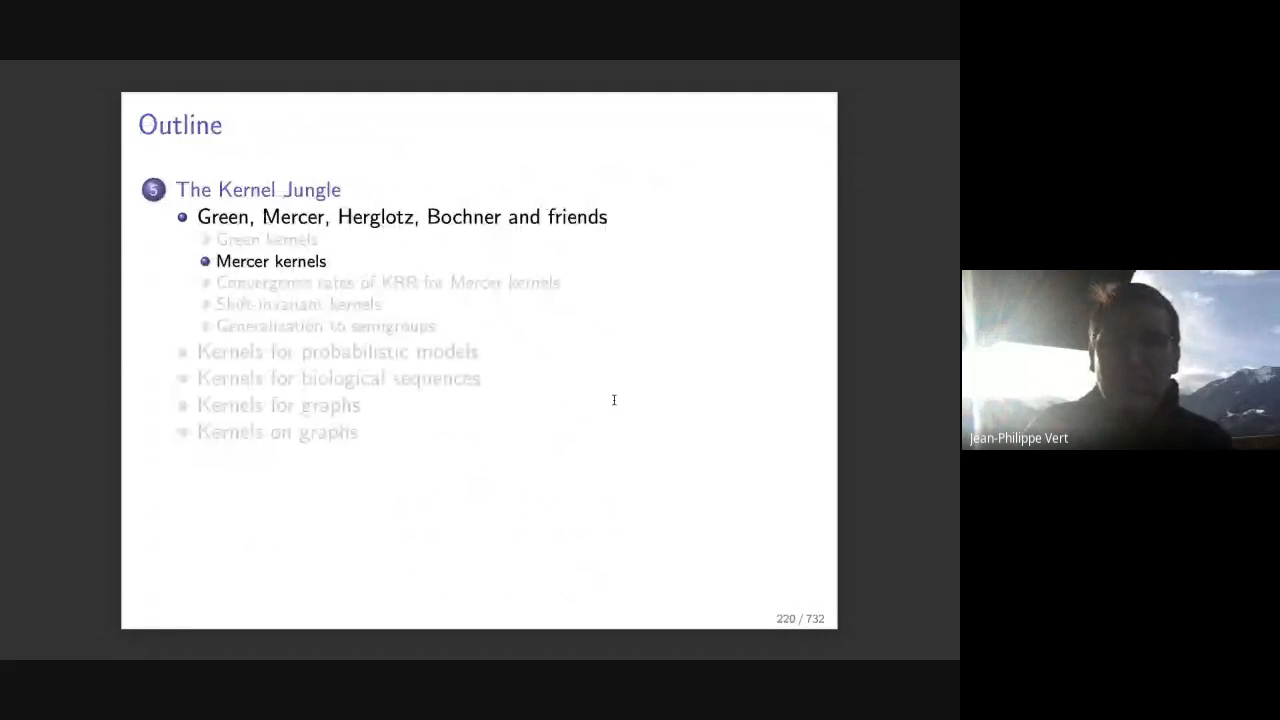 Outline
5 The Kernel Jungle
Green, Mercer, Herglotz, Bochner and friends
Green kernels
Mercer kernels
Convergence rates of KRR for Mercer kernels
Shift-invariant kernels
Generalization to semigroups
Kernels for probabilistic models
Kernels for biological sequences
Kernels for graphs
Kernels on graphs
220 / 732
Jean-Philippe Vert